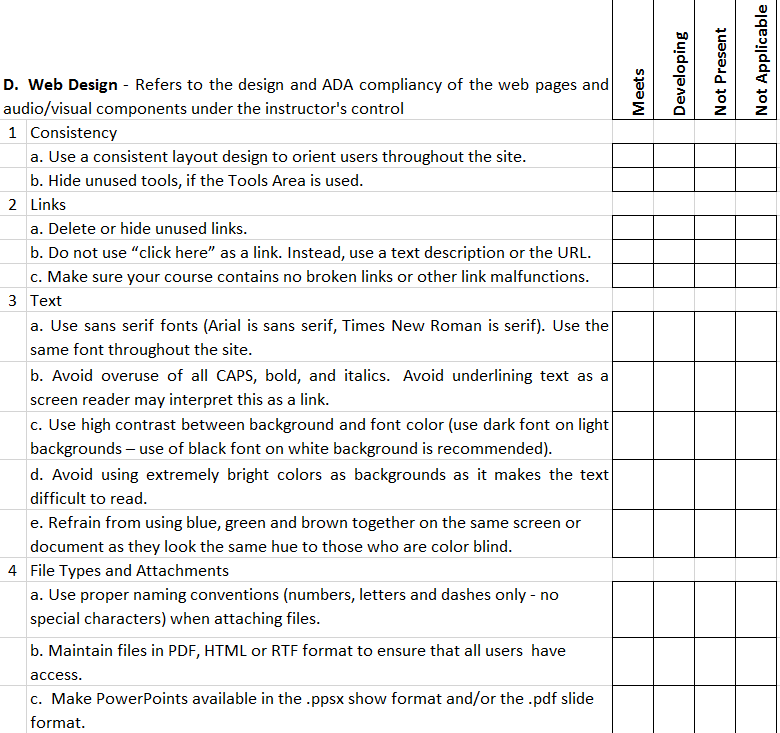 Meets
Developing
Not Present
Not Applicable
D. Web Design - Refers to the design and ADA compliancy of the web pages and
audio/visual components under the instructor's control
1 Consistency
a. Use a consistent layout design to orient users throughout the site.
b. Hide unused tools, if the Tools Area is used.
2 Links
a. Delete or hide unused links.
b. Do not use “click here” as a link. Instead, use a text description or the URL.
c. Make sure your course contains no broken links or other link malfunctions.
3 Text
a. Use sans serif fonts (Arial is sans serif, Times New Roman is serif). Use the
same font throughout the site.
b. Avoid overuse of all CAPS, bold, and italics. Avoid underlining text as a
screen reader may interpret this as a link.
c. Use high contrast between background and font color (use dark font on light
backgrounds – use of black font on white background is recommended).
d. Avoid using extremely bright colors as backgrounds as it makes the text
difficult to read.
e. Refrain from using blue, green and brown together on the same screen or
document as they look the same hue to those who are color blind.
4 File Types and Attachments
a. Use proper naming conventions (numbers, letters and dashes only - no
special characters) when attaching files.
b. Maintain files in PDF, HTML or RTF format to ensure that all users have
access.
c. Make PowerPoints available in the .ppsx show format and/or the .pdf slide
format.